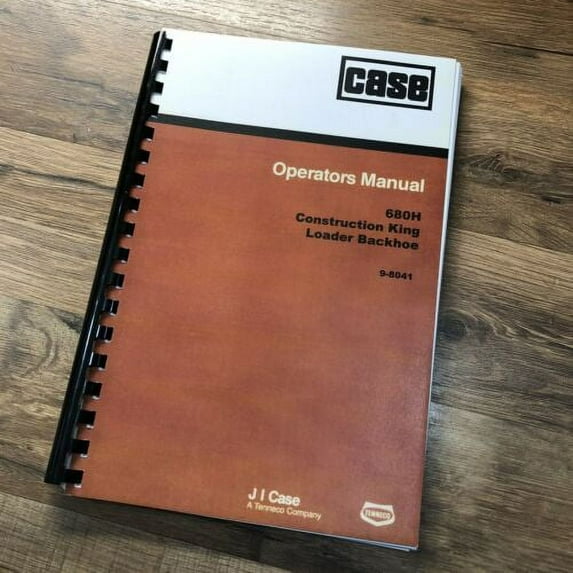 CASE
Operators Manual
680H
Construction King
Loader Backhoe
9-8041
J I Case
A Tenneco Company
TENNECO